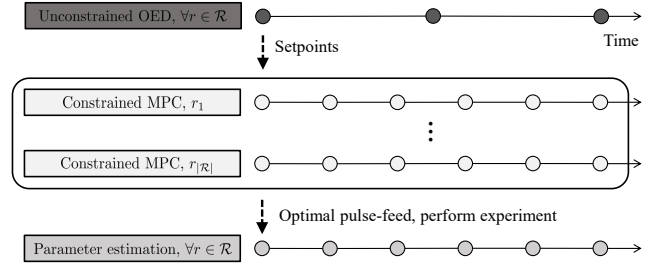 Unconstrained OED, ∀r ∈ ℛ
Time
Setpoints
Constrained MPC, r₁
Constrained MPC, r|ℛ|
Optimal pulse-feed, perform experiment
Parameter estimation, ∀r ∈ ℛ